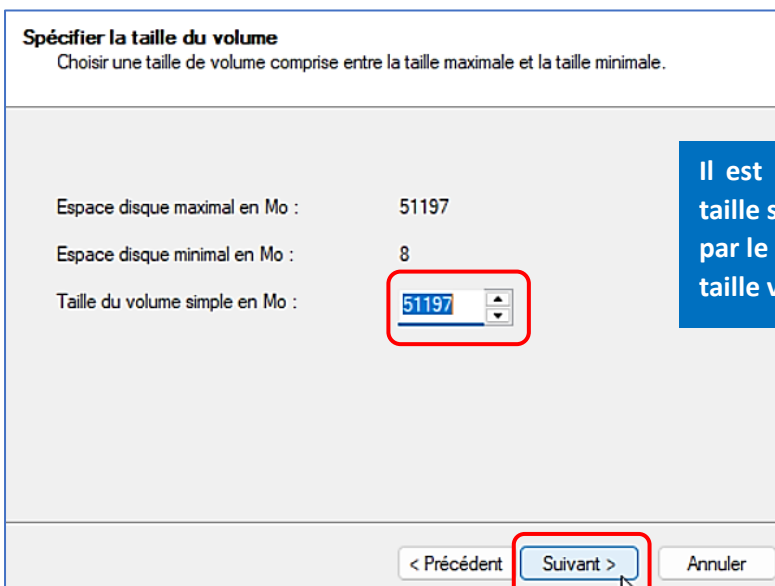 Spécifier la taille du volume
Choisir une taille de volume comprise entre la taille maximale et la taille minimale.
Espace disque maximal en Mo : 51197
Espace disque minimal en Mo : 8
Taille du volume simple en Mo : 51197
Il est
taille
par le
taille
< Précédent Suivant > Annuler